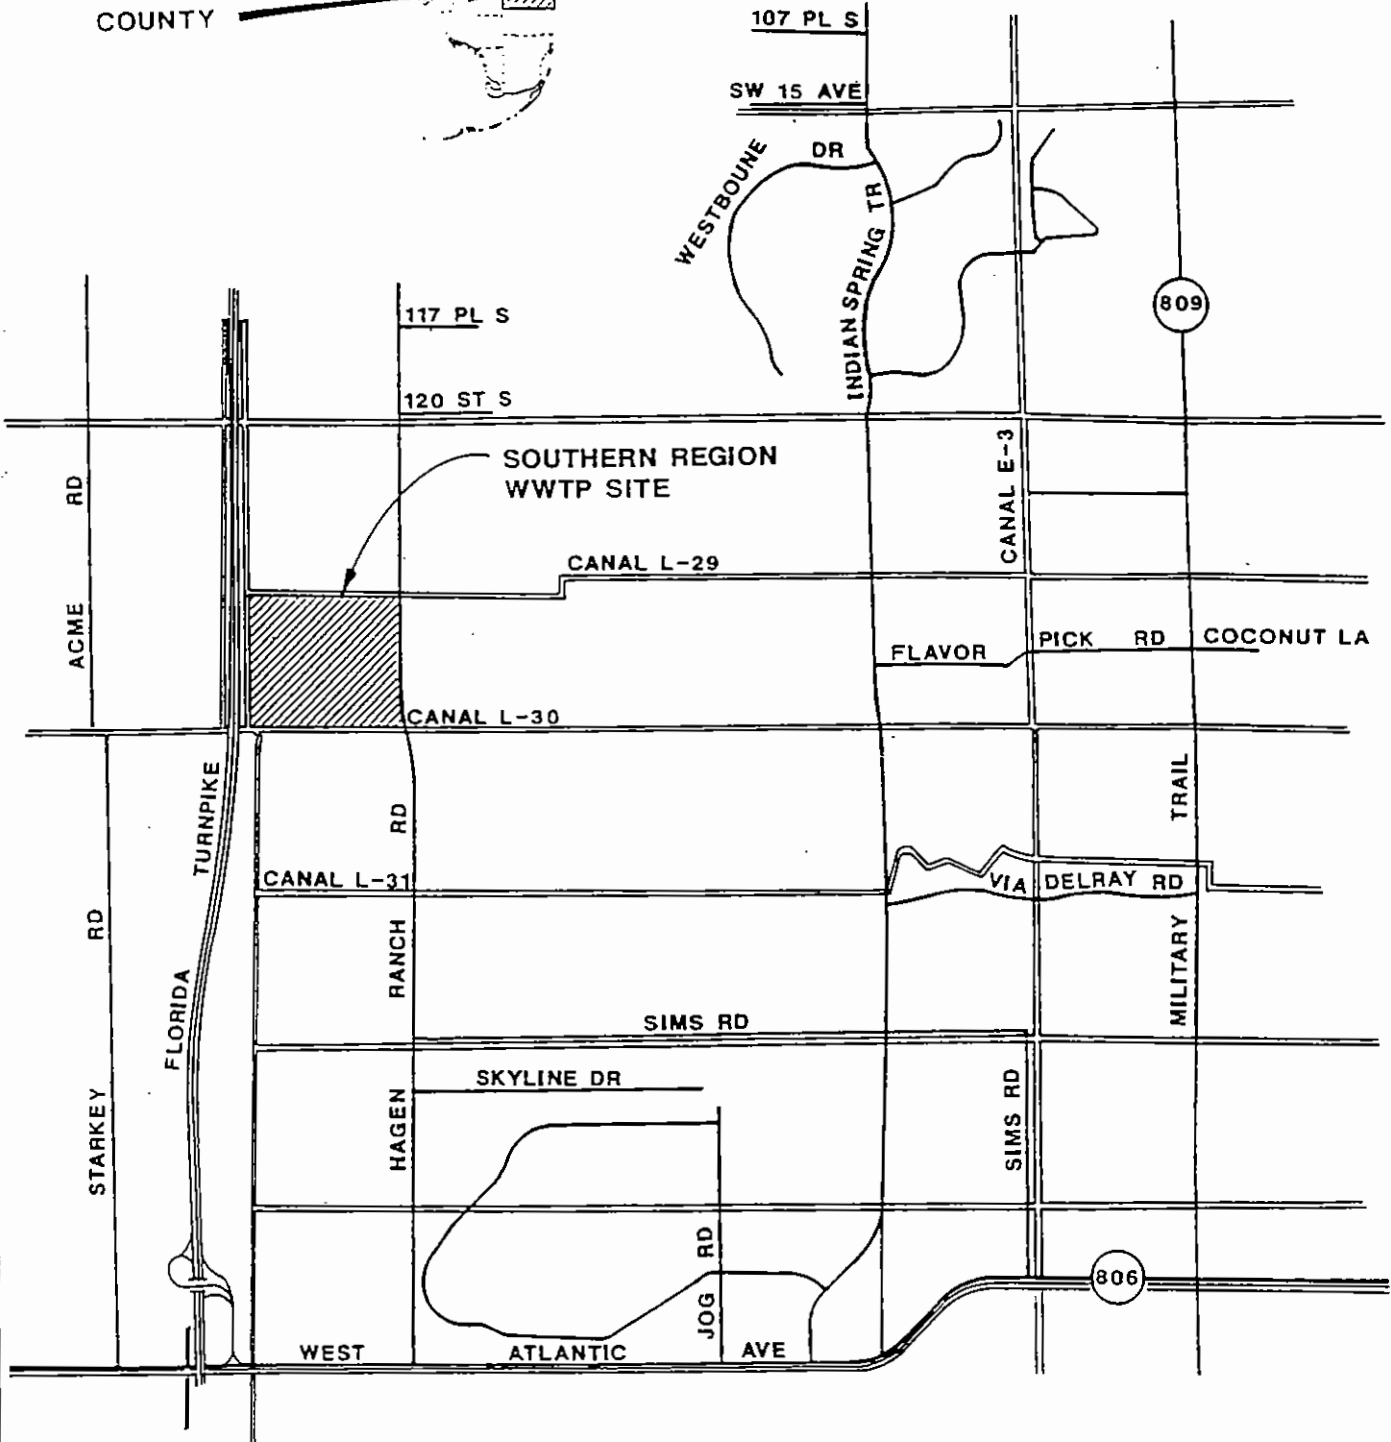 COUNTY
107 PL S
SW 15 AVE
WESTBOUNE DR
INDIAN SPRING TR
809
117 PL S
120 ST S
SOUTHERN REGION
WWTP SITE
ACME RD
CANAL E-3
CANAL L-29
FLAVOR PICK RD
COCONUT LA
CANAL L-30
FLORIDA TURNPIKE
HAGEN RANCH RD
MILITARY TRAIL
CANAL L-31
VIA DELRAY RD
STARKEY RD
SIMS RD
SKYLINE DR
SIMS RD
JOG RD
806
WEST ATLANTIC AVE